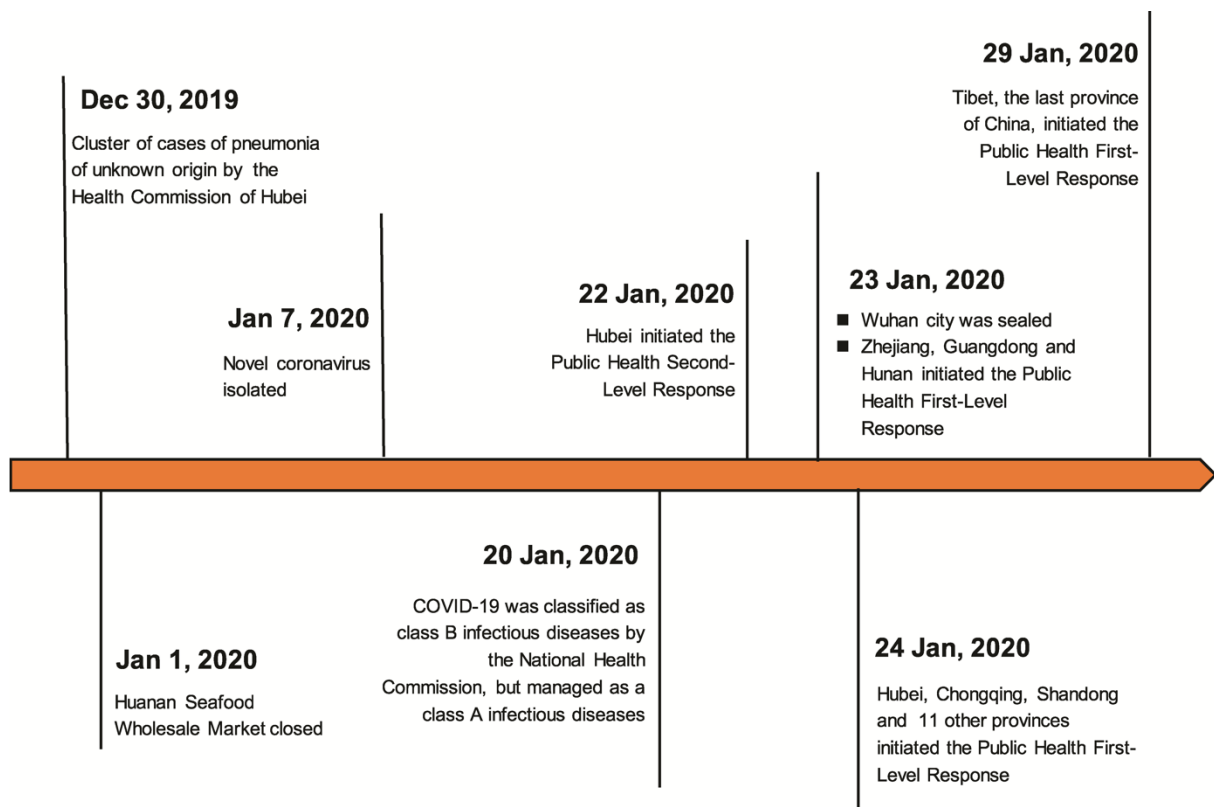 Dec 30, 2019
Cluster of cases of pneumonia
of unknown origin by the
Health Commission of Hubei
Jan 1, 2020
Huanan Seafood
Wholesale Market closed
Jan 7, 2020
Novel coronavirus
isolated
20 Jan, 2020
COVID-19 was classified as
class B infectious diseases by
the National Health
Commission, but managed as a
class A infectious diseases
22 Jan, 2020
Hubei initiated the
Public Health Second-
Level Response
23 Jan, 2020
■ Wuhan city was sealed
■ Zhejiang, Guangdong and
Hunan initiated the Public
Health First-Level
Response
24 Jan, 2020
Hubei, Chongqing, Shandong
and 11 other provinces
initiated the Public Health First-
Level Response
29 Jan, 2020
Tibet, the last province
of China, initiated the
Public Health First-
Level Response